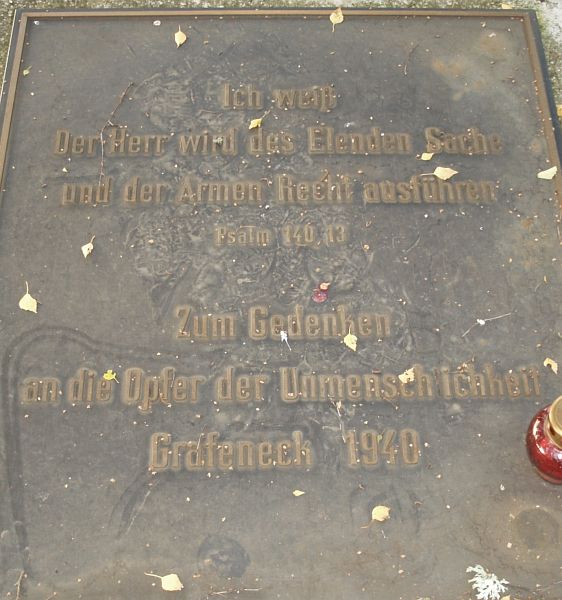 Ich weiß
Der Herr wird des Elenden Sache
und der Armen Recht ausführen
Psalm 140, 13
Zum Gedenken
an die Opfer der Unmenschlichkeit
Grafeneck 1940